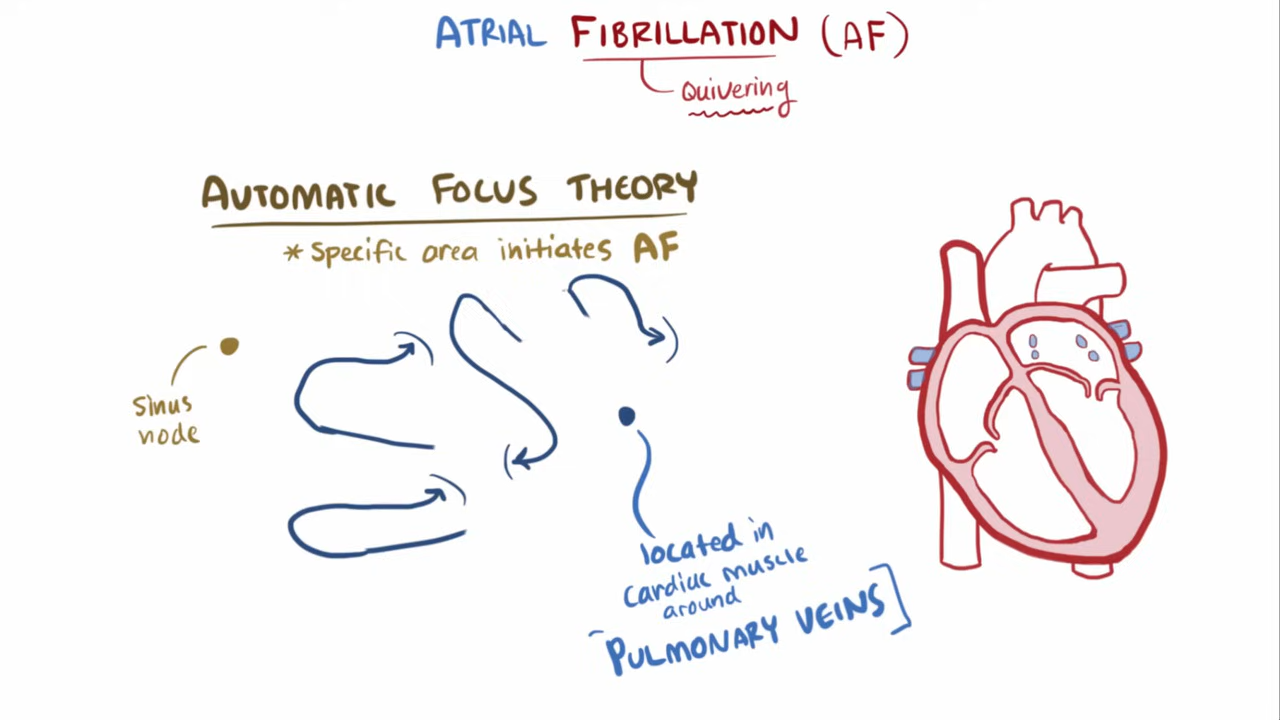 ATRIAL FIBRILLATION (AF)
Quivering
AUTOMATIC FOCUS THEORY
* Specific area initiates AF
Sinus
node
located in
cardiac muscle
around
[PULMONARY VEINS]